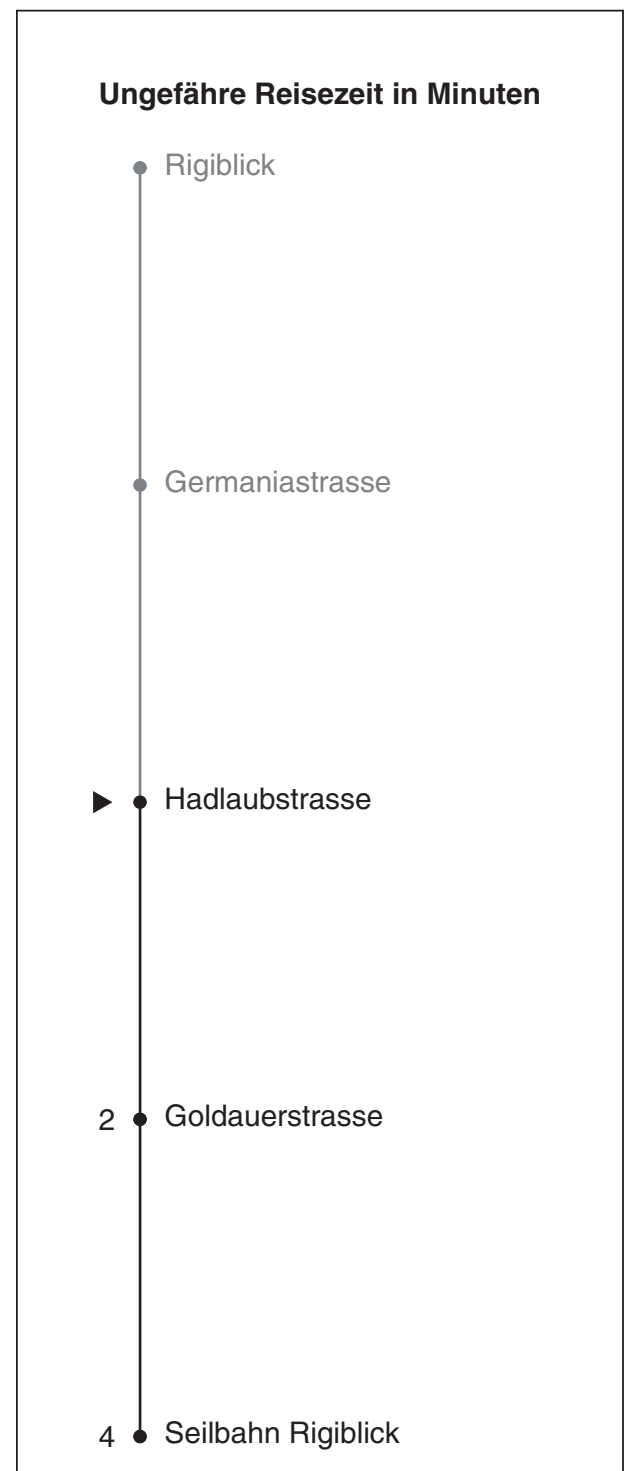 Ungefähre Reisezeit in Minuten
Rigiblick
Germaniastrasse
Hadlaubstrasse
2 Goldauerstrasse
4 Seilbahn Rigiblick